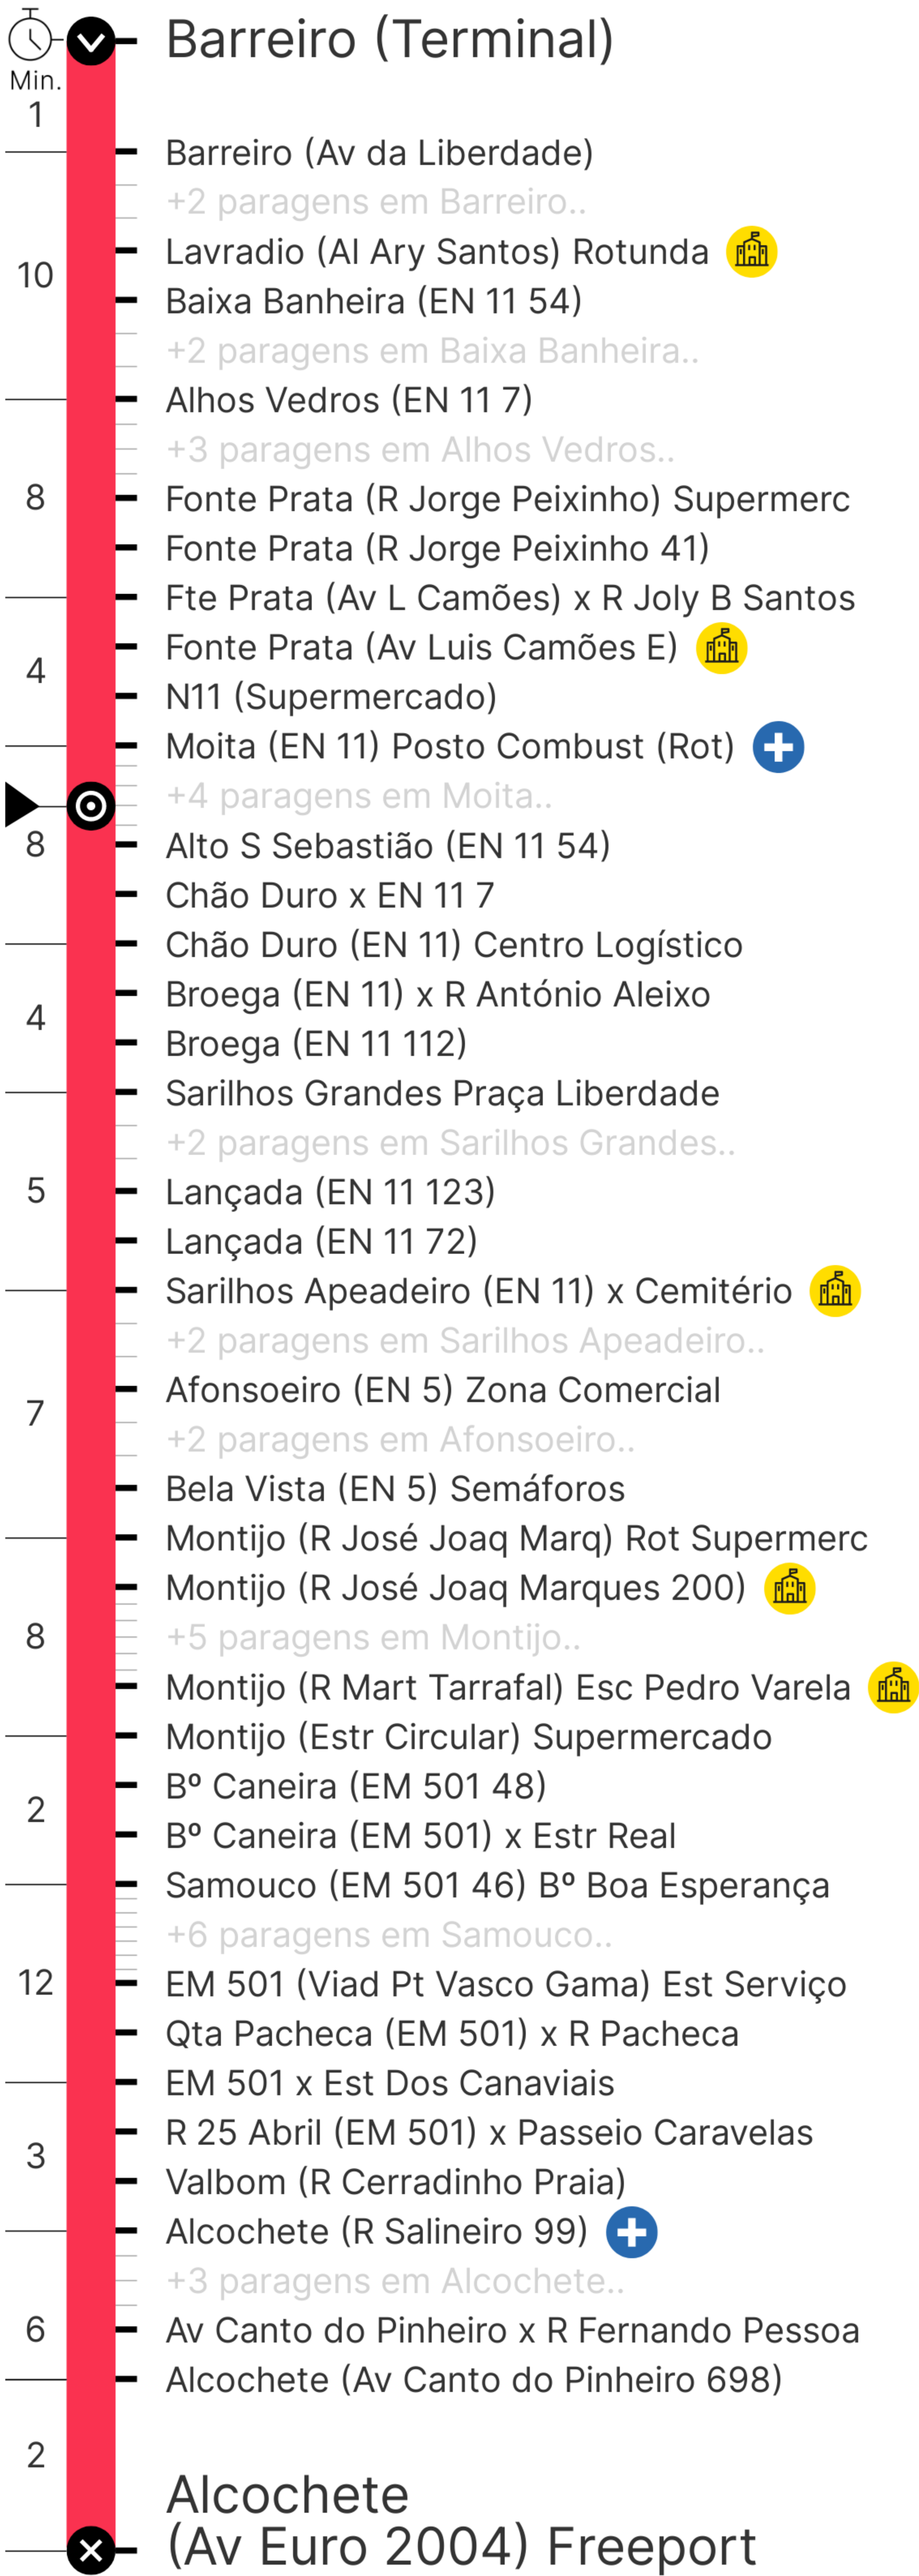 Barreiro (Terminal)
Min.
1
Barreiro (Av da Liberdade)
+2 paragens em Barreiro..
Lavradio (Al Ary Santos) Rotunda
10
Baixa Banheira (EN 11 54)
+2 paragens em Baixa Banheira..
Alhos Vedros (EN 11 7)
+3 paragens em Alhos Vedros..
8
Fonte Prata (R Jorge Peixinho) Supermerc
Fonte Prata (R Jorge Peixinho 41)
Fte Prata (Av L Camões) x R Joly B Santos
Fonte Prata (Av Luis Camões E)
4
N11 (Supermercado)
Moita (EN 11) Posto Combust (Rot)
+4 paragens em Moita..
8
Alto S Sebastião (EN 11 54)
Chão Duro x EN 11 7
Chão Duro (EN 11) Centro Logístico
Broega (EN 11) x R António Aleixo
4
Broega (EN 11 112)
Sarilhos Grandes Praça Liberdade
+2 paragens em Sarilhos Grandes..
5
Lançada (EN 11 123)
Lançada (EN 11 72)
Sarilhos Apeadeiro (EN 11) x Cemitério
+2 paragens em Sarilhos Apeadeiro..
Afonsoeiro (EN 5) Zona Comercial
7
+2 paragens em Afonsoeiro..
Bela Vista (EN 5) Semáforos
Montijo (R José Joaq Marq) Rot Supermerc
Montijo (R José Joaq Marques 200)
8
+5 paragens em Montijo..
Montijo (R Mart Tarrafal) Esc Pedro Varela
Montijo (Estr Circular) Supermercado
Bº Caneira (EM 501 48)
2
Bº Caneira (EM 501) x Estr Real
Samouco (EM 501 46) Bº Boa Esperança
+6 paragens em Samouco..
12
EM 501 (Viad Pt Vasco Gama) Est Serviço
Qta Pacheca (EM 501) x R Pacheca
EM 501 x Est Dos Canaviais
R 25 Abril (EM 501) x Passeio Caravelas
3
Valbom (R Cerradinho Praia)
Alcochete (R Salineiro 99)
+3 paragens em Alcochete..
6
Av Canto do Pinheiro x R Fernando Pessoa
Alcochete (Av Canto do Pinheiro 698)
2
Alcochete
(Av Euro 2004) Freeport